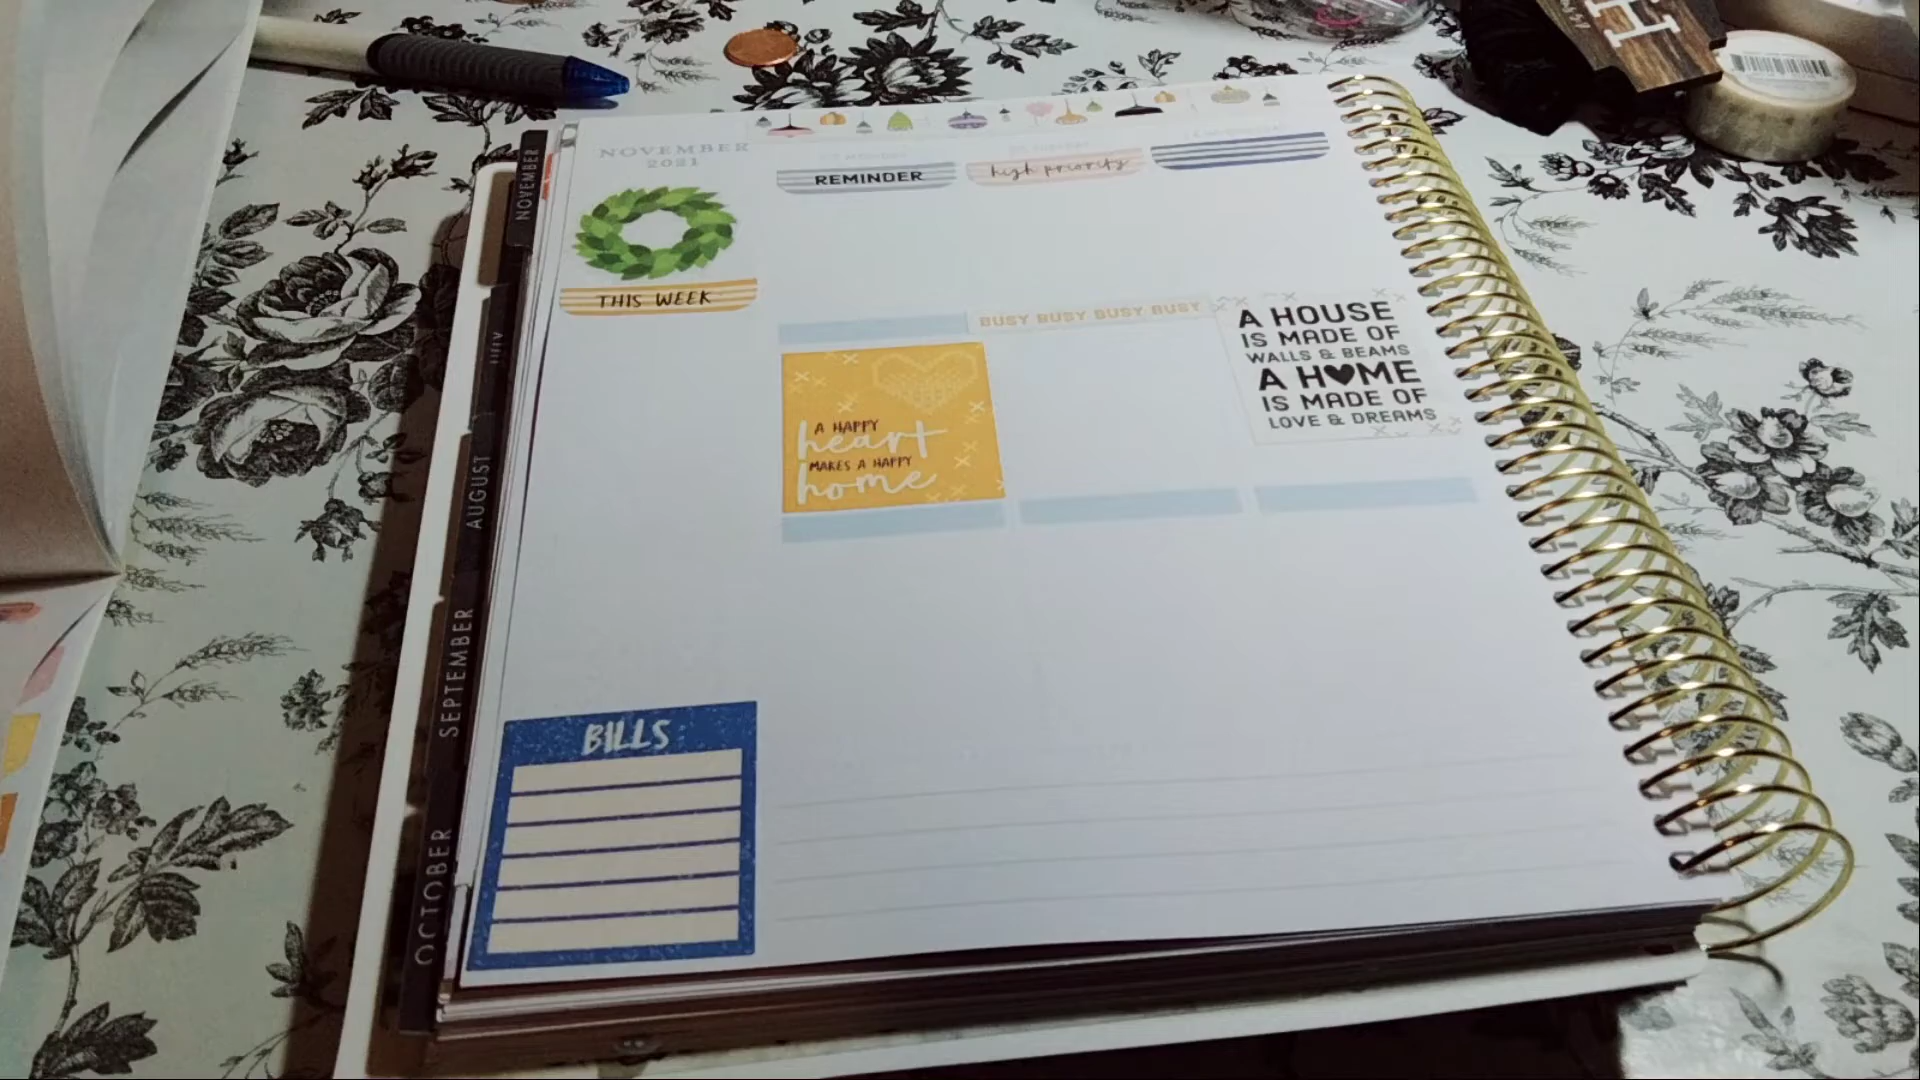 NOVEMBER
2021
REMINDER
high priority
THIS WEEK
BUSY BUSY BUSY BUSY
A HAPPY
heart
MAKES A HAPPY
home
A HOUSE
IS MADE OF
WALLS & BEAMS
A HOME
IS MADE OF
LOVE & DREAMS
BILLS
NOVEMBER
AUGUST
SEPTEMBER
OCTOBER
H